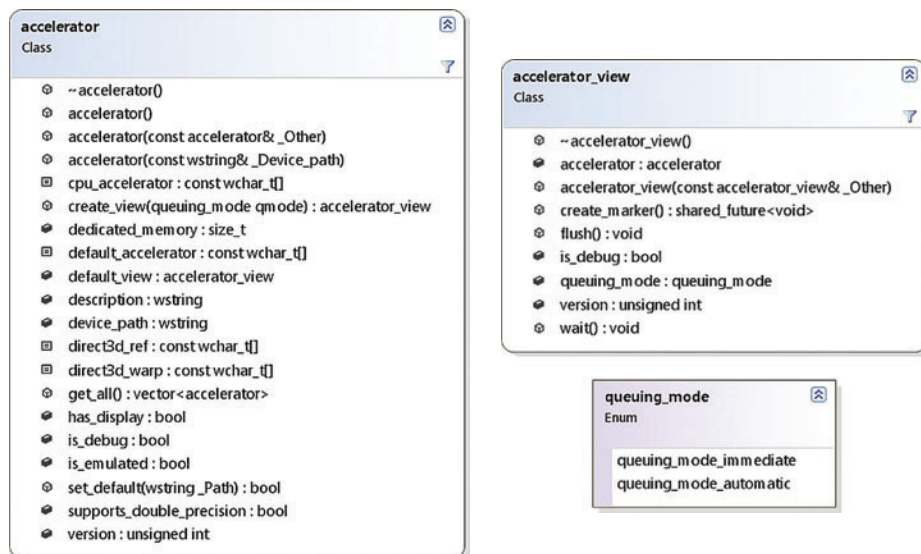 accelerator
Class
~accelerator()
accelerator()
accelerator(const accelerator& _Other)
accelerator(const wstring& _Device_path)
cpu_accelerator : const wchar_t[]
create_view(queuing_mode qmode) : accelerator_view
dedicated_memory : size_t
default_accelerator : const wchar_t[]
default_view : accelerator_view
description : wstring
device_path : wstring
direct3d_ref : const wchar_t[]
direct3d_warp : const wchar_t[]
get_all() : vector<accelerator>
has_display : bool
is_debug : bool
is_emulated : bool
set_default(wstring _Path) : bool
supports_double_precision : bool
version : unsigned int
accelerator_view
Class
~accelerator_view()
accelerator : accelerator
accelerator_view(const accelerator_view& _Other)
create_marker() : shared_future<void>
flush() : void
is_debug : bool
queuing_mode : queuing_mode
version : unsigned int
wait() : void
queuing_mode
Enum
queuing_mode_immediate
queuing_mode_automatic